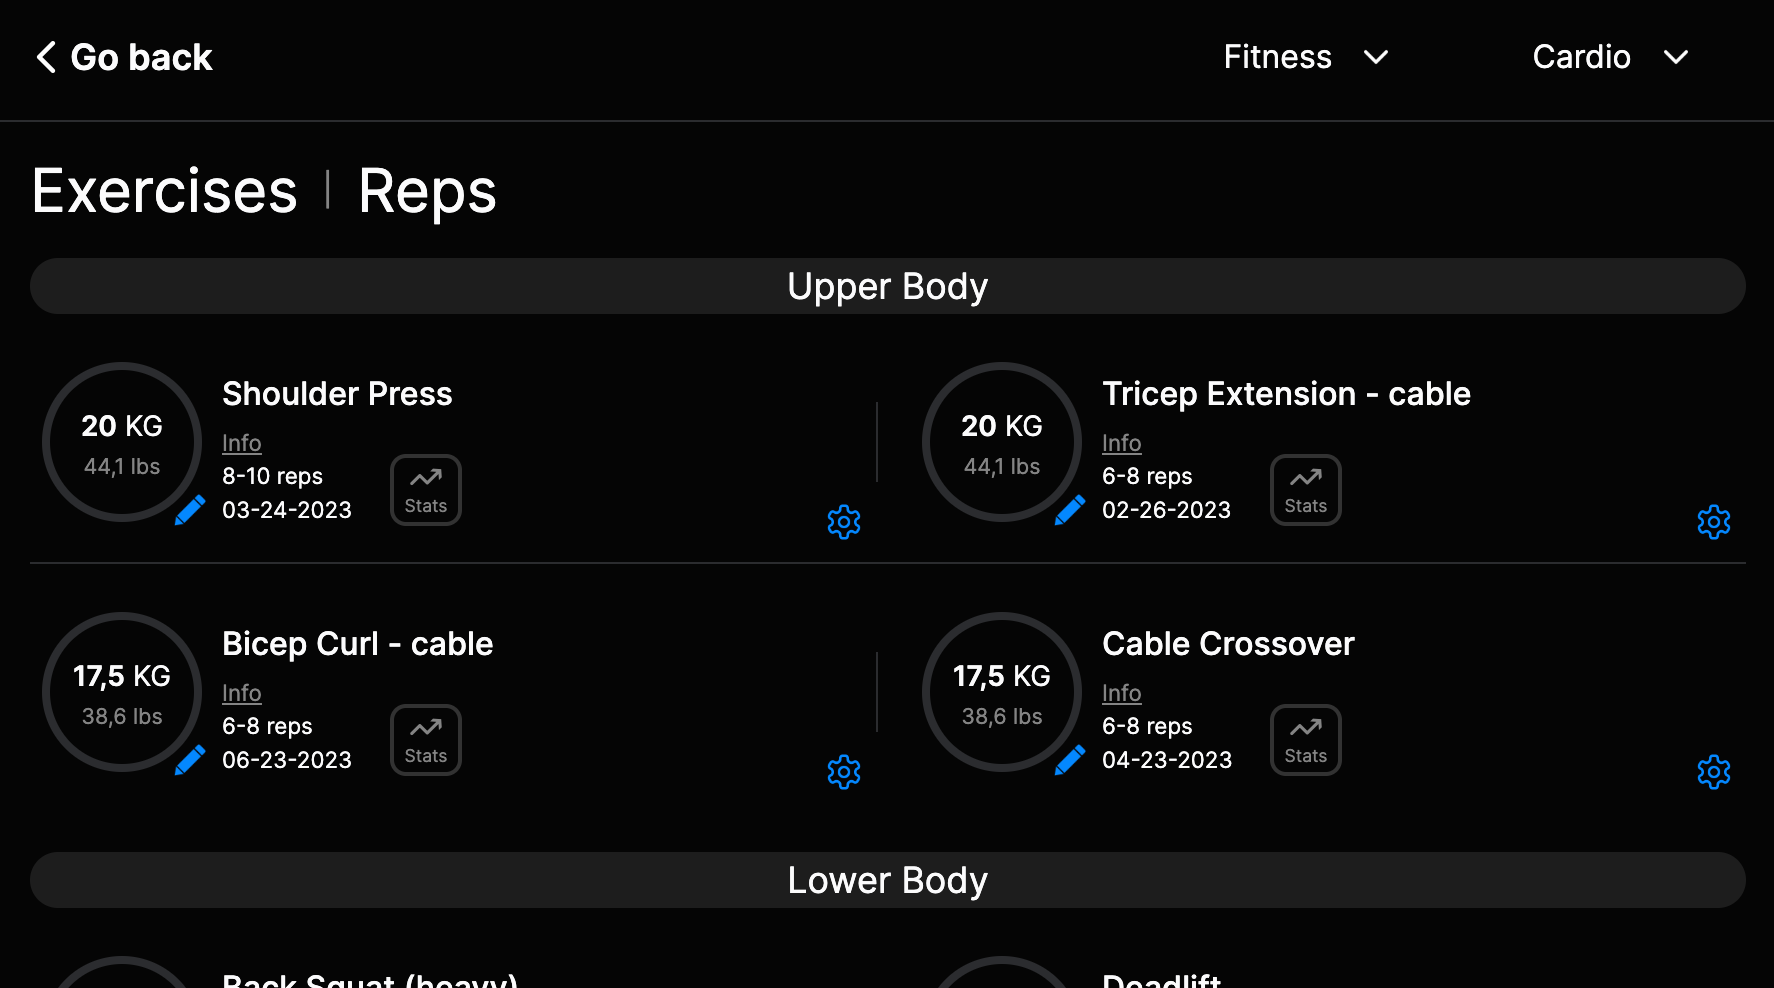 Go back
Fitness
Cardio
Exercises | Reps
Upper Body
Shoulder Press
20 KG
44,1 lbs
Info
8-10 reps
03-24-2023
Stats
Tricep Extension - cable
20 KG
44,1 lbs
Info
6-8 reps
02-26-2023
Stats
Bicep Curl - cable
17,5 KG
38,6 lbs
Info
6-8 reps
06-23-2023
Stats
Cable Crossover
17,5 KG
38,6 lbs
Info
6-8 reps
04-23-2023
Stats
Lower Body
Back Squat (heavy)
Deadlift